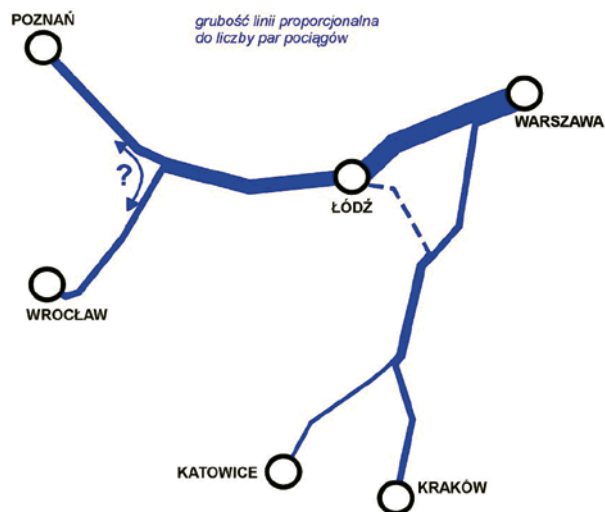 POZNAŃ
grubość linii proporcjonalna
do liczby par pociągów
WARSZAWA
?
ŁÓDŹ
WROCŁAW
KATOWICE
KRAKÓW